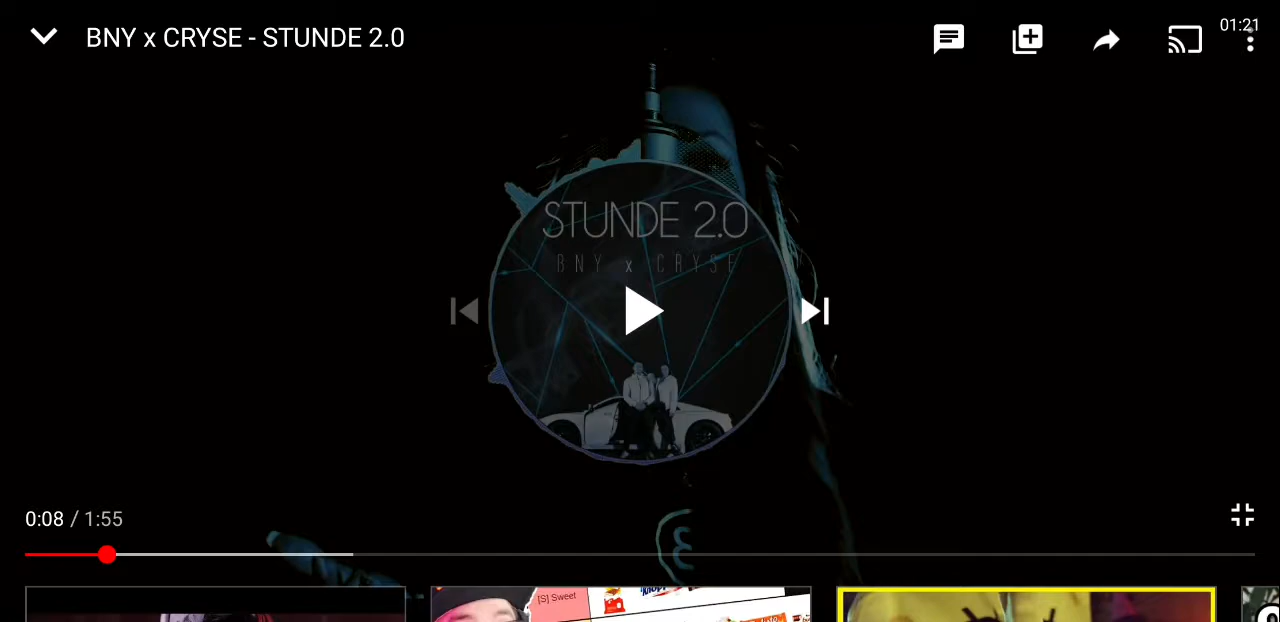 01:21
BNY x CRYSE - STUNDE 2.0
STUNDE 2.0
BNY x CRYSE
0:08 / 1:55
[S] Sweet